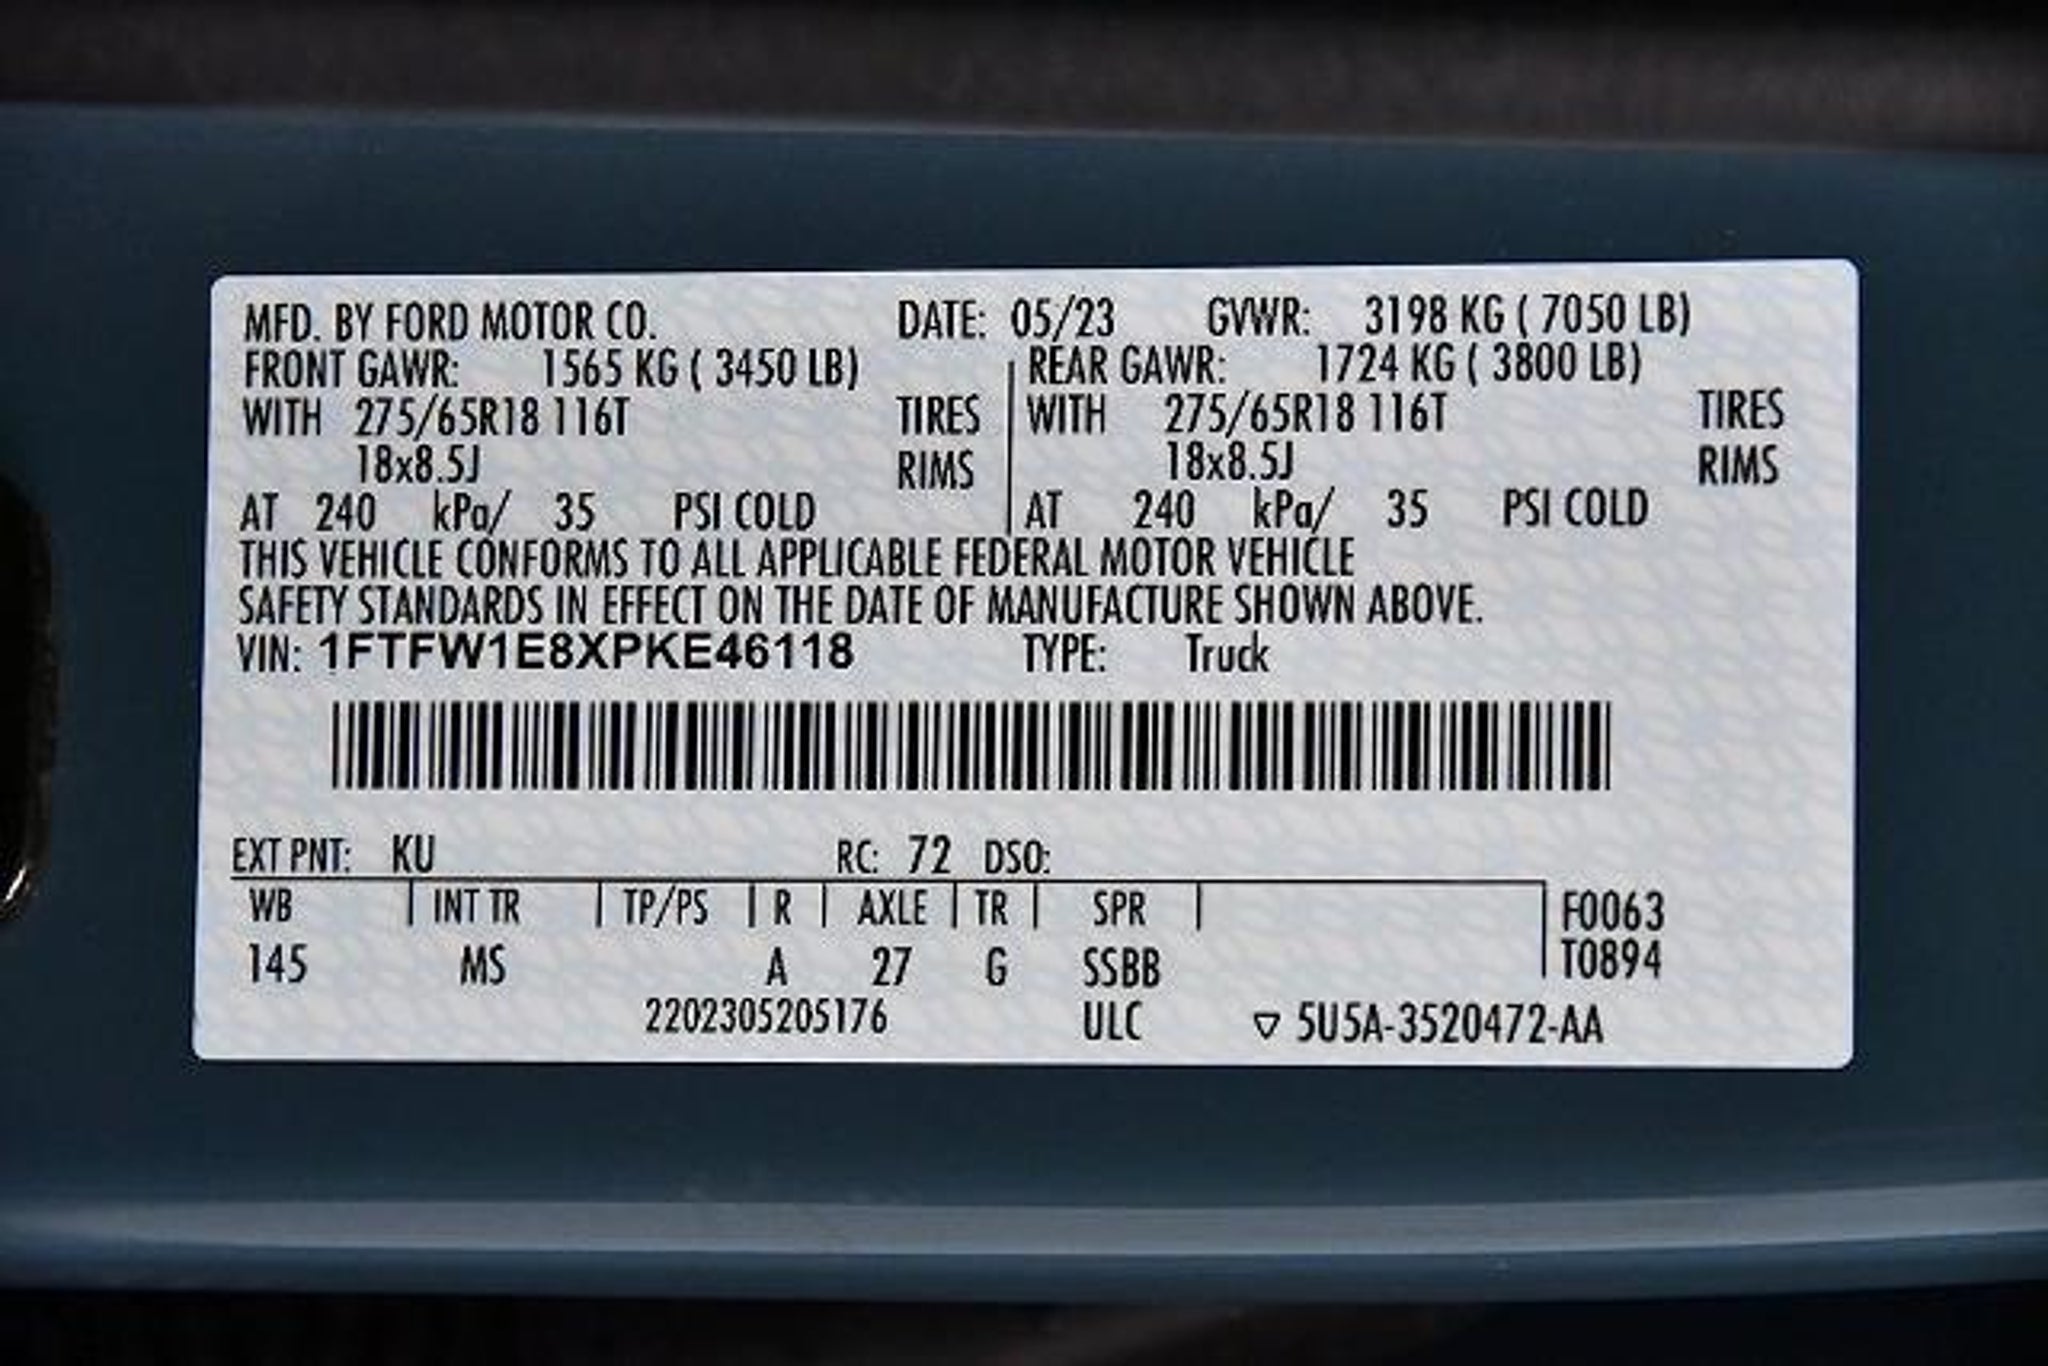 MFD. BY FORD MOTOR CO. DATE: 05/23 GVWR: 3198 KG ( 7050 LB)
FRONT GAWR: 1565 KG ( 3450 LB) REAR GAWR: 1724 KG ( 3800 LB)
WITH 275/65R18 116T TIRES WITH 275/65R18 116T TIRES
18x8.5J RIMS 18x8.5J RIMS
AT 240 kPa/ 35 PSI COLD AT 240 kPa/ 35 PSI COLD
THIS VEHICLE CONFORMS TO ALL APPLICABLE FEDERAL MOTOR VEHICLE
SAFETY STANDARDS IN EFFECT ON THE DATE OF MANUFACTURE SHOWN ABOVE.
VIN: 1FTFW1E8XPKE46118 TYPE: Truck
EXT PNT: KU RC: 72 DSO:
WB INT TR TP/PS R AXLE TR SPR F0063
145 MS A 27 G SSBB T0894
2202305205176 ULC ▽ 5U5A-3520472-AA